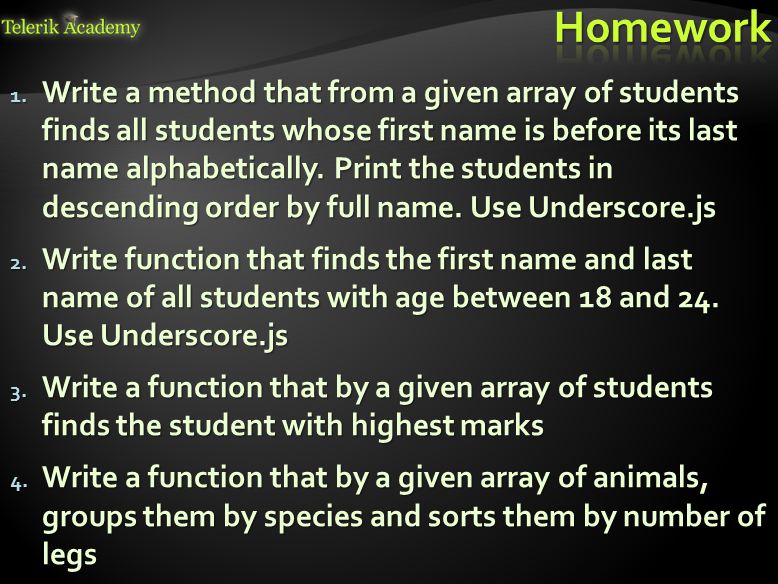 Telerik Academy
Homework
1. Write a method that from a given array of students
finds all students whose first name is before its last
name alphabetically. Print the students in
descending order by full name. Use Underscore.js
2. Write function that finds the first name and last
name of all students with age between 18 and 24.
Use Underscore.js
3. Write a function that by a given array of students
finds the student with highest marks
4. Write a function that by a given array of animals,
groups them by species and sorts them by number of
legs